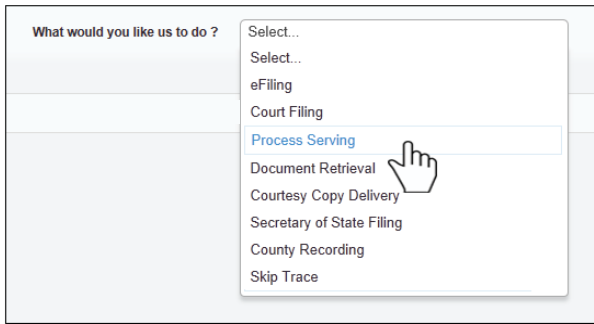 What would you like us to do ? Select...
Select...
eFiling
Court Filing
Process Serving
Document Retrieval
Courtesy Copy Delivery
Secretary of State Filing
County Recording
Skip Trace